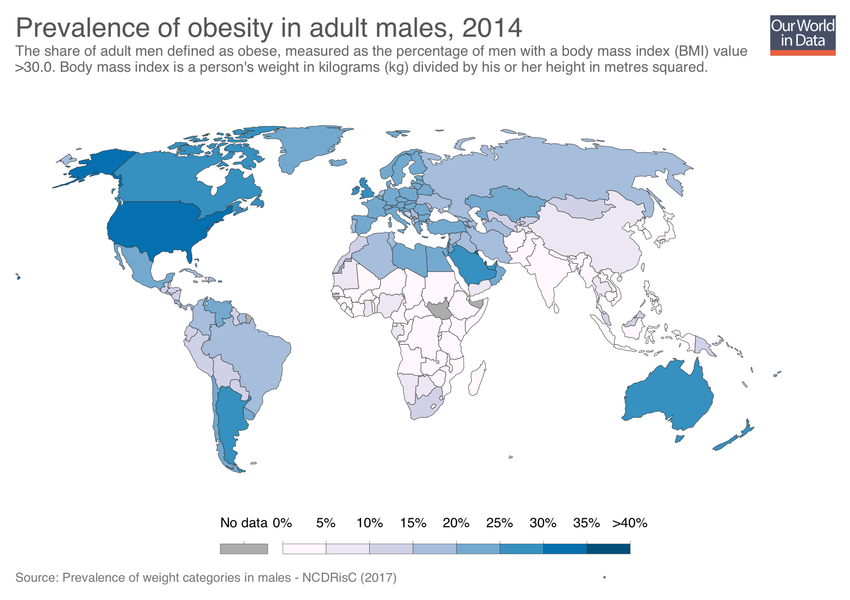 Prevalence of obesity in adult males, 2014
Our World
in Data
The share of adult men defined as obese, measured as the percentage of men with a body mass index (BMI) value
>30.0. Body mass index is a person's weight in kilograms (kg) divided by his or her height in metres squared.
No data 0% 5% 10% 15% 20% 25% 30% 35% >40%
Source: Prevalence of weight categories in males - NCDRisC (2017)